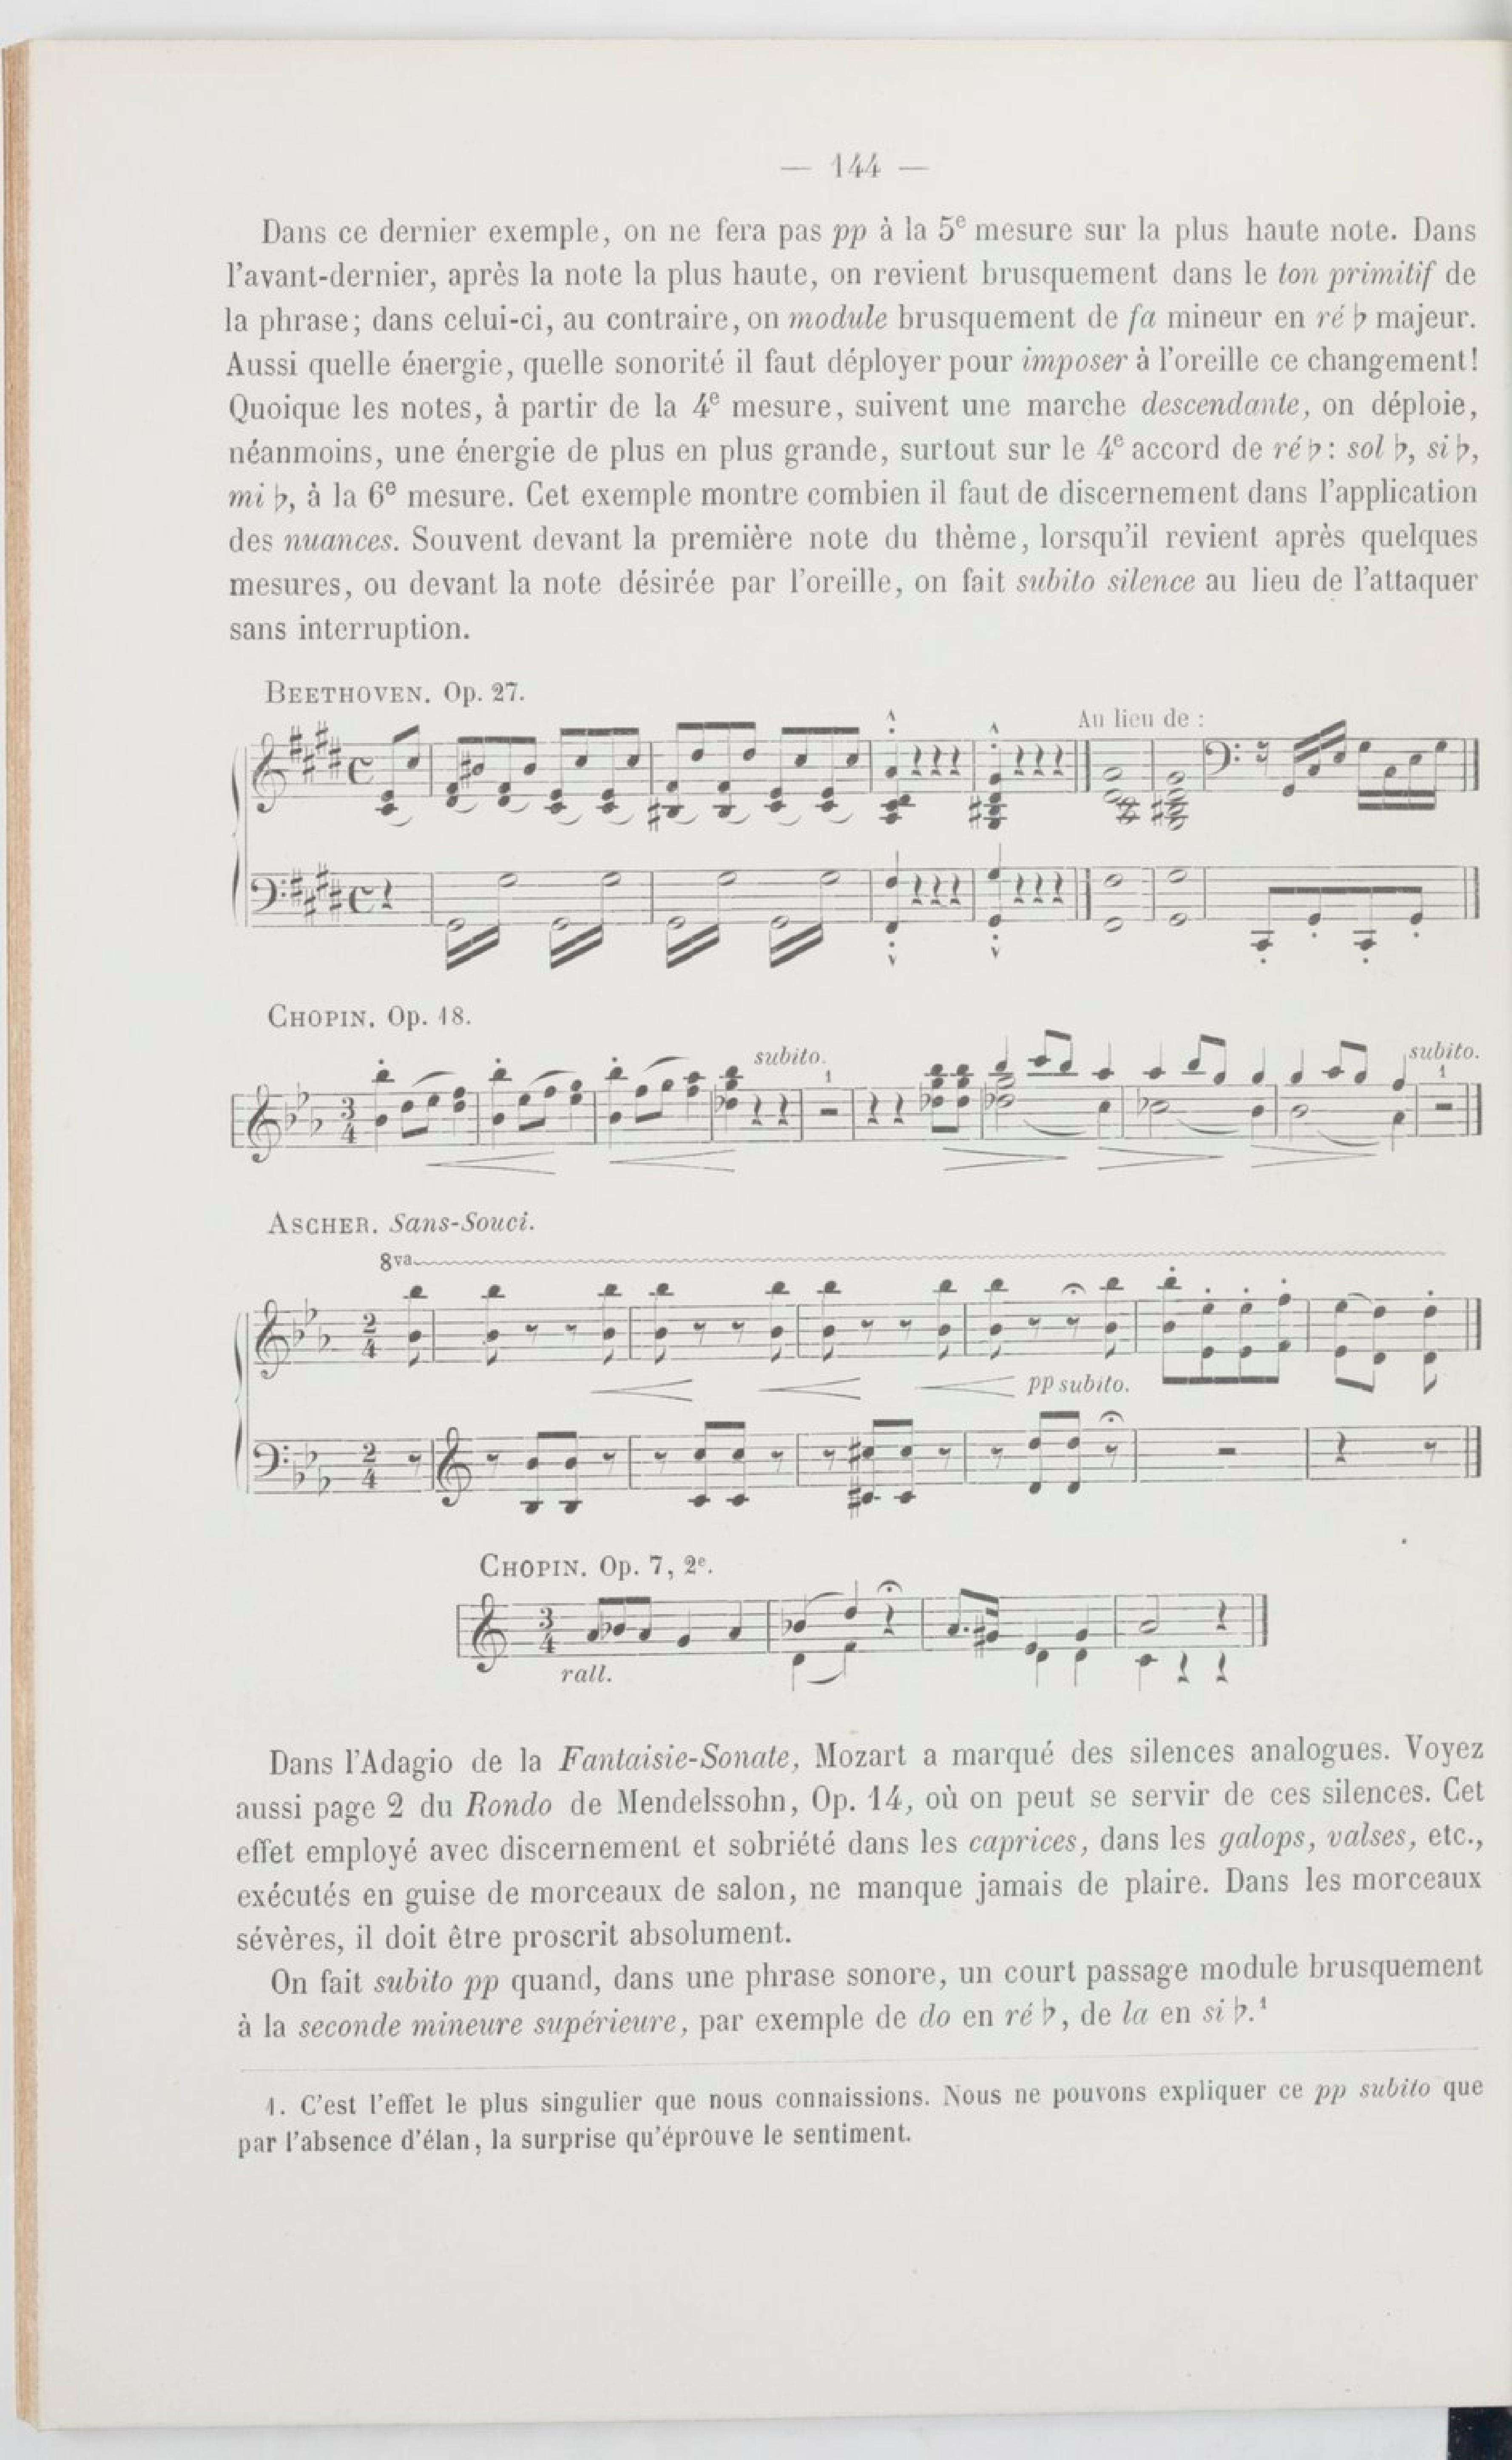 — 144 —
Dans ce dernier exemple, on ne fera pas pp à la 5e mesure sur la plus haute note. Dans
l'avant-dernier, après la note la plus haute, on revient brusquement dans le ton primitif de
la phrase; dans celui-ci, au contraire, on module brusquement de fa mineur en ré ♭ majeur.
Aussi quelle énergie, quelle sonorité il faut déployer pour imposer à l'oreille ce changement!
Quoique les notes, à partir de la 4e mesure, suivent une marche descendante, on déploie,
néanmoins, une énergie de plus en plus grande, surtout sur le 4e accord de ré ♭: sol ♭, si ♭,
mi ♭, à la 6e mesure. Cet exemple montre combien il faut de discernement dans l'application
des nuances. Souvent devant la première note du thème, lorsqu'il revient après quelques
mesures, ou devant la note désirée par l'oreille, on fait subito silence au lieu de l'attaquer
sans interruption.
BEETHOVEN. Op. 27.
Au lieu de :
CHOPIN. Op. 18.
subito.
1
subito.
1
3
4
ASCHER. Sans-Souci.
8va
2
4
pp subito.
2
4
CHOPIN. Op. 7, 2e.
3
4
rall.
Dans l'Adagio de la Fantaisie-Sonate, Mozart a marqué des silences analogues. Voyez
aussi page 2 du Rondo de Mendelssohn, Op. 14, où on peut se servir de ces silences. Cet
effet employé avec discernement et sobriété dans les caprices, dans les galops, valses, etc.,
exécutés en guise de morceaux de salon, ne manque jamais de plaire. Dans les morceaux
sévères, il doit être proscrit absolument.
On fait subito pp quand, dans une phrase sonore, un court passage module brusquement
à la seconde mineure supérieure, par exemple de do en ré ♭, de la en si ♭.1
1. C'est l'effet le plus singulier que nous connaissions. Nous ne pouvons expliquer ce pp subito que
par l'absence d'élan, la surprise qu'éprouve le sentiment.